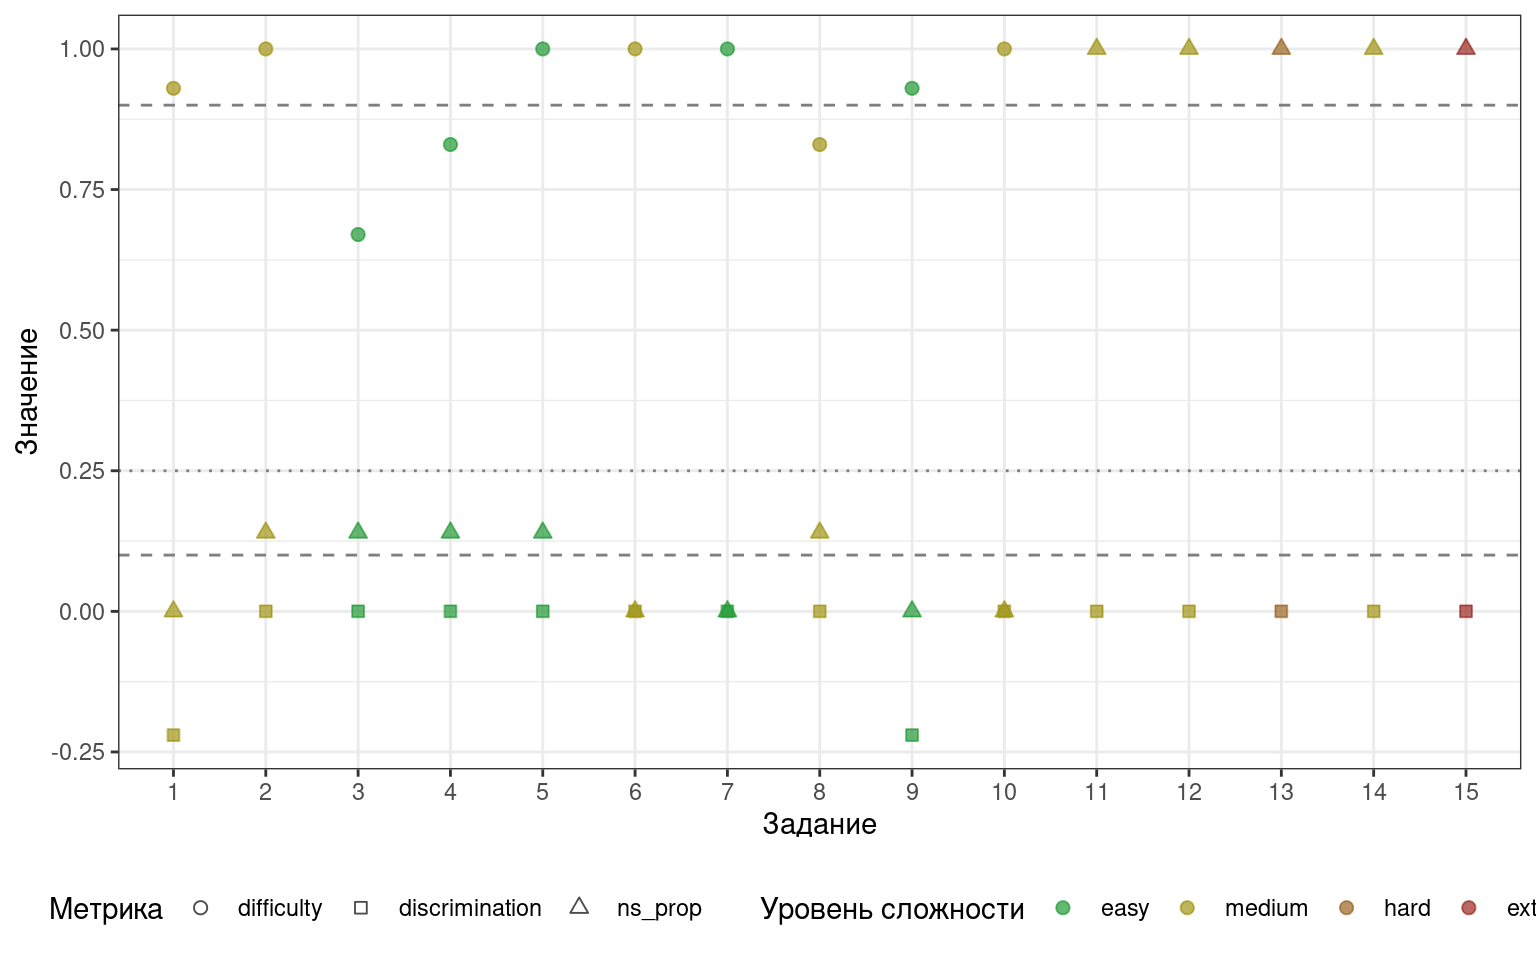 1.00
0.75
0.50
0.25
0.00
-0.25
Значение
1 2 3 4 5 6 7 8 9 10 11 12 13 14 15
Задание
Метрика difficulty discrimination ns_prop Уровень сложности easy medium hard ext